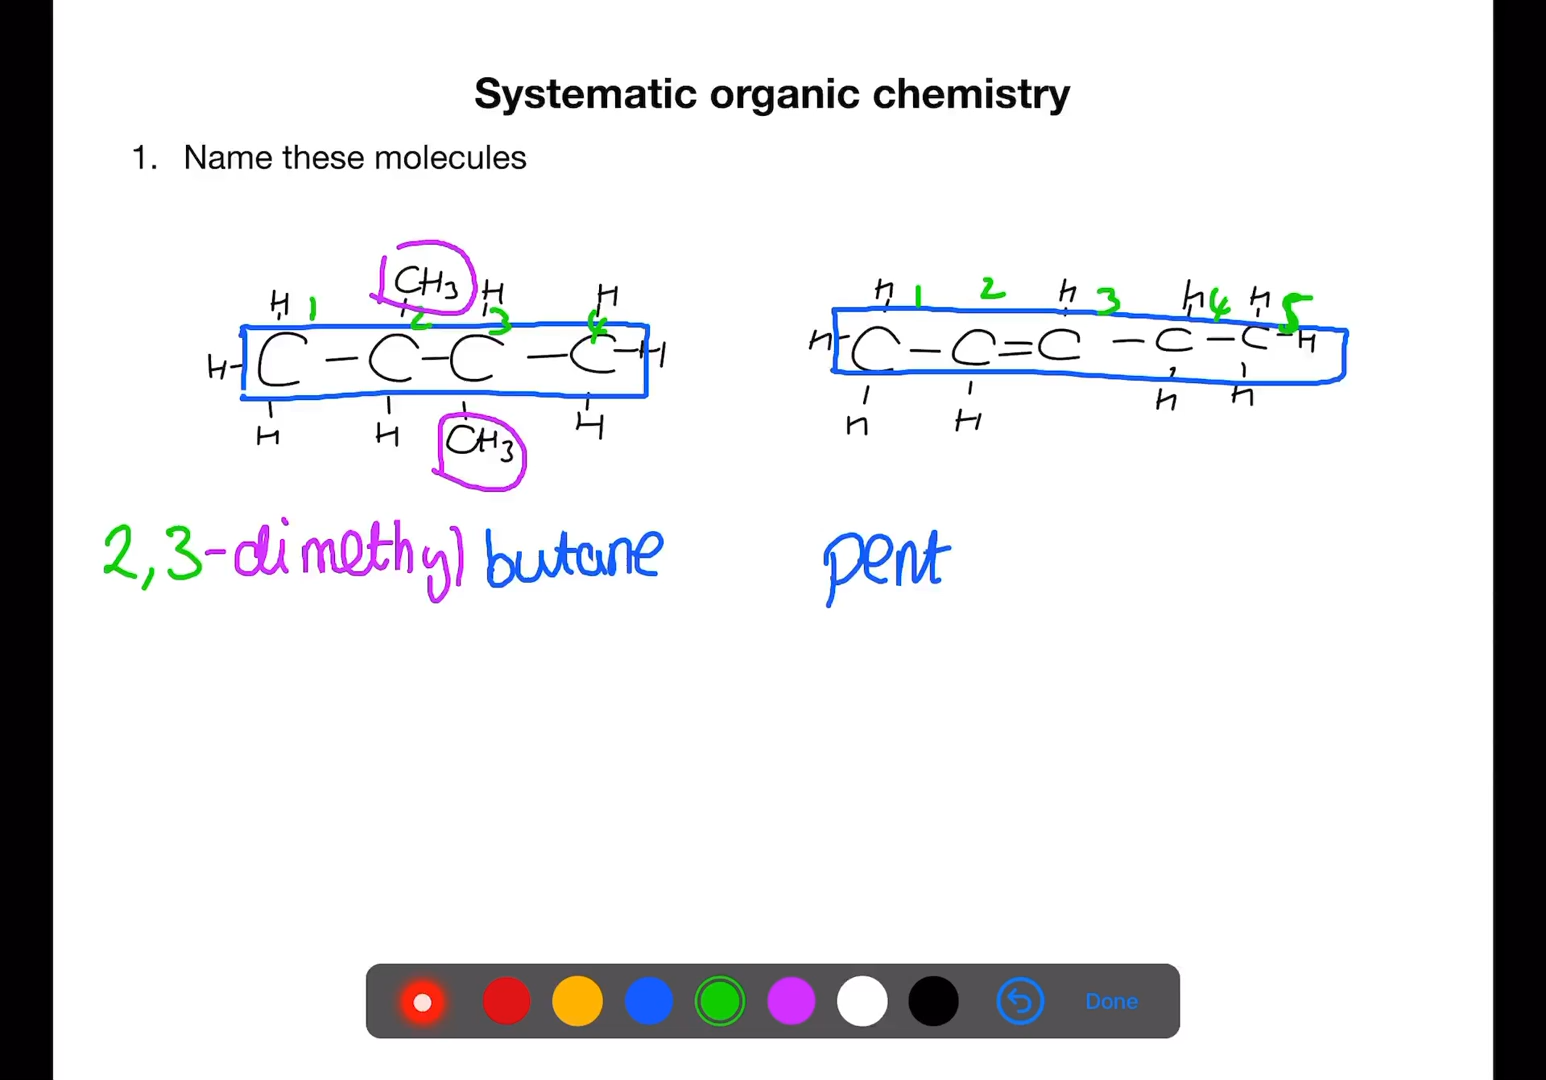 Systematic organic chemistry
1. Name these molecules
CH3
H 1 2 H 3 H 4
H-C-C-C-C-H
H H CH3 H
h 1 2 h 3 h 4 h 5
h-C-C=C-C-C-H
h H h h
2,3-dimethyl butane
pent
Done